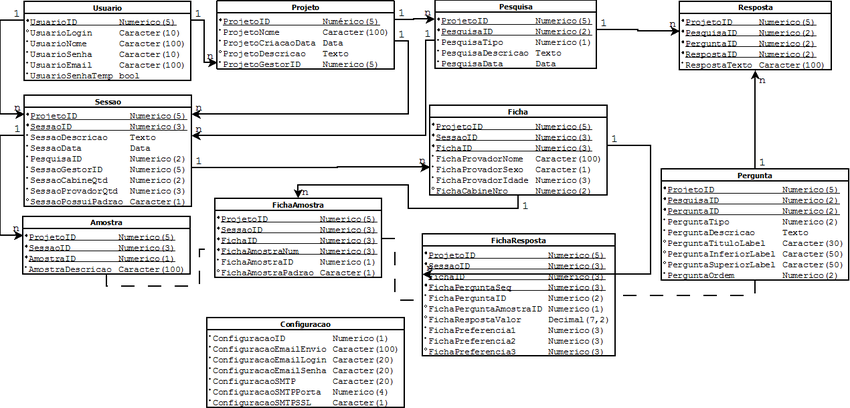 Usuario
UsuarioID Numerico(5)
UsuarioLogin Caracter(10)
UsuarioNome Caracter(100)
UsuarioSenha Caracter(10)
UsuarioEmail Caracter(100)
UsuarioSenhaTemp bool
Projeto
ProjetoID Numérico(5)
ProjetoNome Caracter(100)
ProjetoCriacaoData Data
ProjetoDescricao Texto
ProjetoGestorID Numerico(5)
Pesquisa
ProjetoID Numerico(5)
PesquisaID Numerico(2)
PesquisaTipo Numerico(1)
PesquisaDescricao Texto
PesquisaData Data
Resposta
ProjetoID Numerico(5)
PesquisaID Numerico(2)
PerguntaID Numerico(2)
RespostaID Numerico(2)
RespostaTexto Caracter(100)
1
1
n
1
n
1
1
1
n
n
Sessao
ProjetoID Numerico(5)
SessaoID Numerico(3)
SessaoDescricao Texto
SessaoData Data
PesquisaID Numerico(2)
SessaoGestorID Numerico(5)
SessaoCabineQtd Numerico(2)
SessaoProvadorQtd Numerico(3)
SessaoPossuiPadrao Caracter(1)
n
n
n
1
1
n
Ficha
ProjetoID Numerico(5)
SessaoID Numerico(3)
FichaID Numerico(3)
FichaProvadorNome Caracter(100)
FichaProvadorSexo Caracter(1)
FichaProvadorIdade Numerico(3)
FichaCabineNro Numerico(2)
1
1
n
1
Pergunta
ProjetoID Numerico(5)
PesquisaID Numerico(2)
PerguntaID Numerico(2)
PerguntaTipo Numerico(1)
PerguntaDescricao Texto
PerguntaTituloLabel Caracter(30)
PerguntaInferiorLabel Caracter(50)
PerguntaSuperiorLabel Caracter(50)
PerguntaOrdem Numerico(2)
n
Amostra
ProjetoID Numerico(5)
SessaoID Numerico(3)
AmostraID Numerico(1)
AmostraDescricao Caracter(100)
n
FichaAmostra
ProjetoID Numerico(5)
SessaoID Numerico(3)
FichaID Numerico(3)
FichaAmostraNum Numerico(3)
FichaAmostraID Numerico(1)
FichaAmostraPadrao Caracter(1)
FichaResposta
ProjetoID Numerico(5)
SessaoID Numerico(3)
FichaID Numerico(3)
FichaPerguntaSeq Numerico(3)
FichaPerguntaID Numerico(2)
FichaPerguntaAmostraID Numerico(1)
FichaRespostaValor Decimal(7,2)
FichaPreferencia1 Numerico(3)
FichaPreferencia2 Numerico(3)
FichaPreferencia3 Numerico(3)
Configuracao
ConfiguracaoID Numerico(1)
ConfiguracaoEmailEnvio Caracter(100)
ConfiguracaoEmailLogin Caracter(20)
ConfiguracaoEmailSenha Caracter(20)
ConfiguracaoSMTP Caracter(20)
ConfiguracaoSMTPPorta Numerico(4)
ConfiguracaoSMTPSSL Caracter(1)